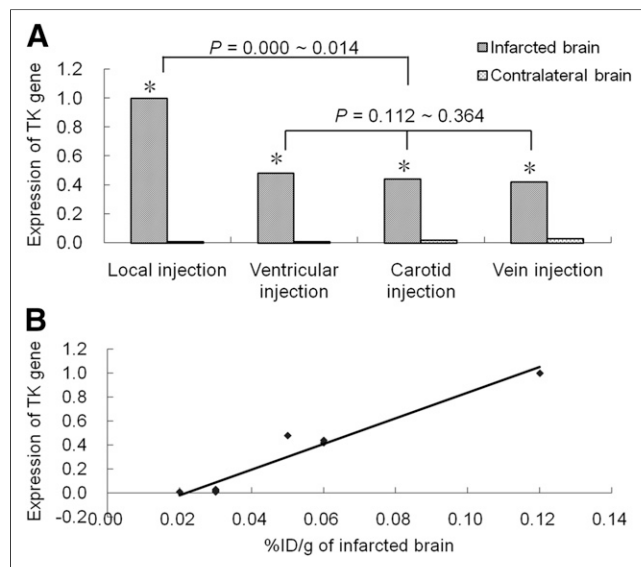 A
P = 0.000 ~ 0.014
Infarcted brain
Contralateral brain
P = 0.112 ~ 0.364
Expression of TK gene
1.2
1.0
0.8
0.6
0.4
0.2
0.0
* * * *
Local injection
Ventricular injection
Carotid injection
Vein injection
B
Expression of TK gene
1.2
1.0
0.8
0.6
0.4
0.2
0.0
-0.2
0.00 0.02 0.04 0.06 0.08 0.10 0.12 0.14
%ID/g of infarcted brain